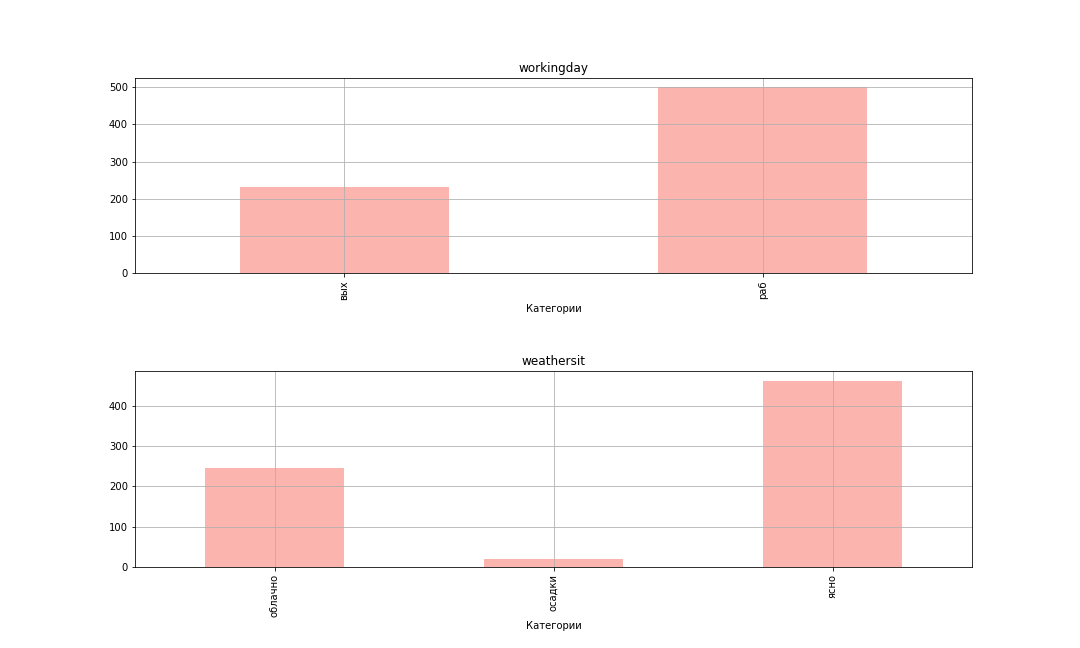 workingday
500
400
300
200
100
0
вых
раб
Категории
weathersit
400
300
200
100
0
облачно
осадки
ясно
Категории